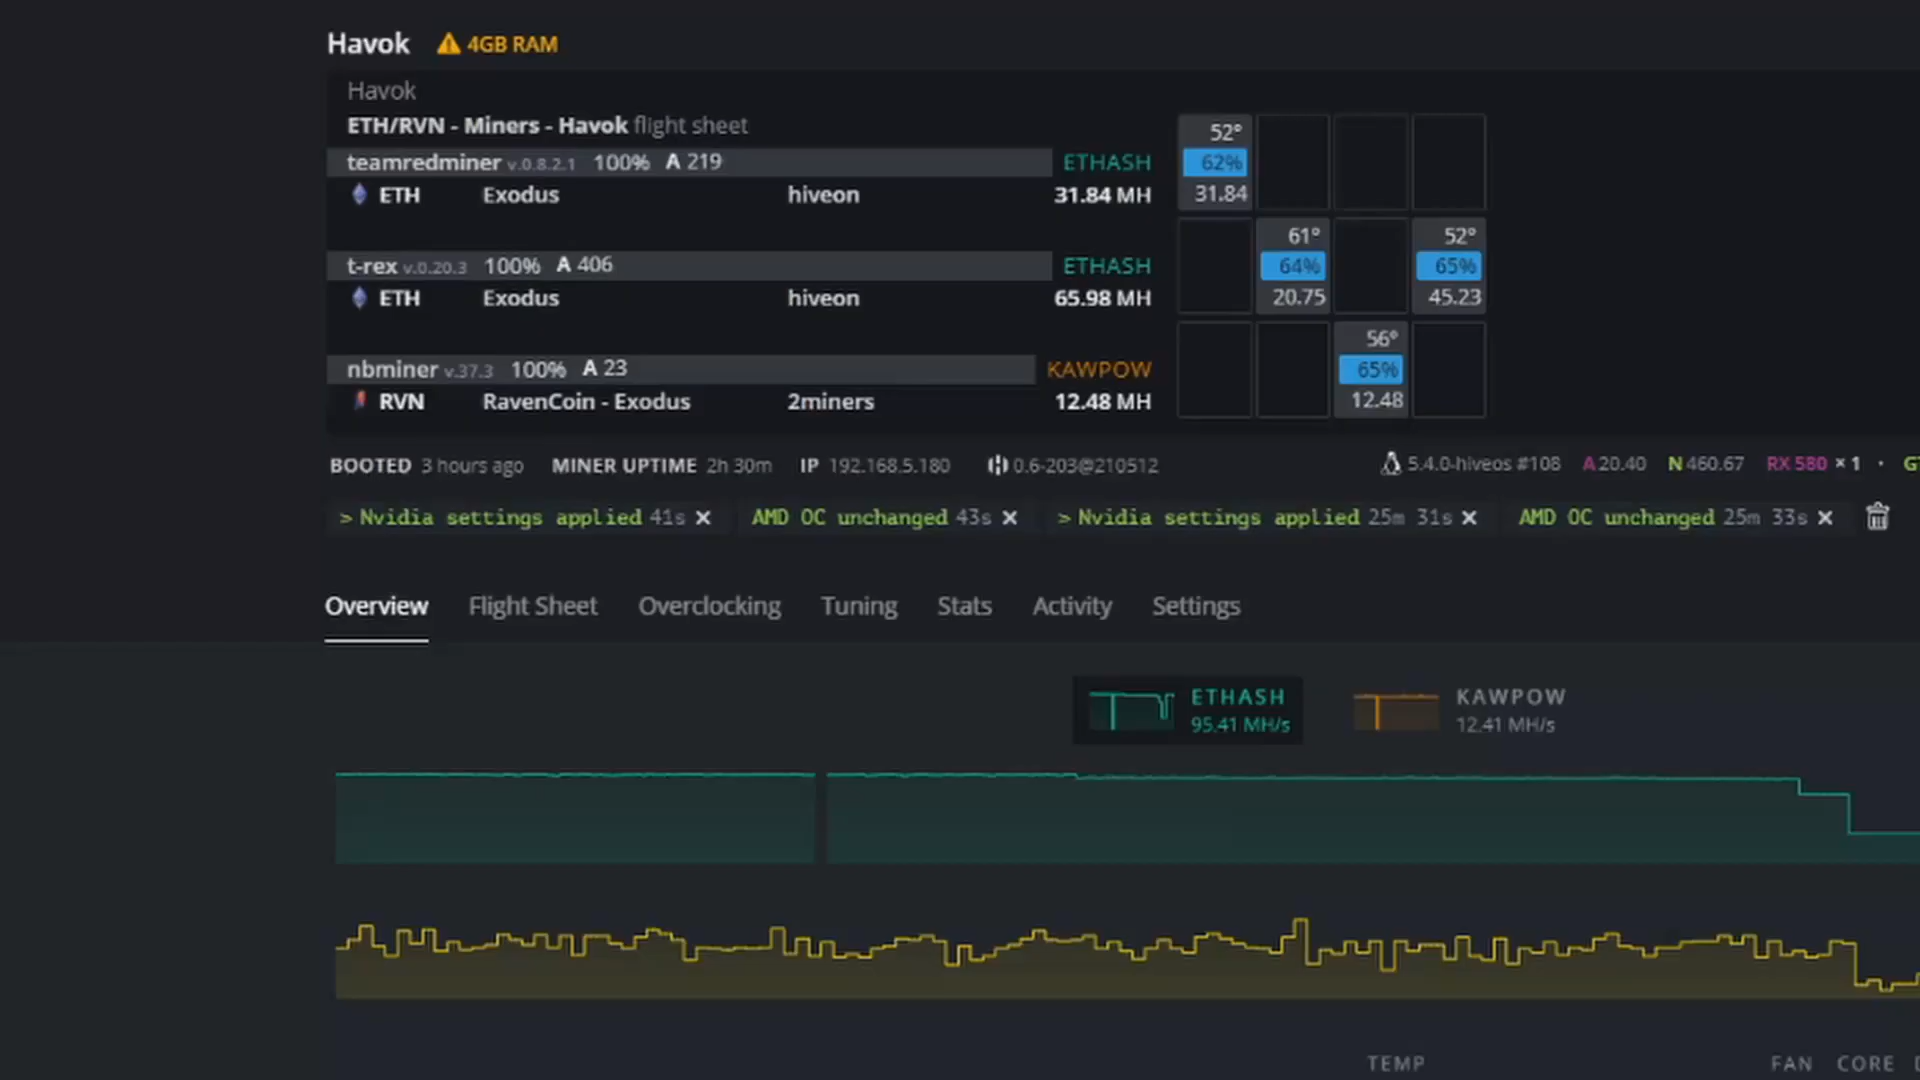 Havok 4GB RAM
Havok
ETH/RVN - Miners - Havok flight sheet
teamredminer v.0.8.2.1 100% A 219 ETHASH
ETH Exodus hiveon 31.84 MH
52°
62%
31.84
t-rex v.0.20.3 100% A 406 ETHASH
ETH Exodus hiveon 65.98 MH
61° 52°
64% 65%
20.75 45.23
nbminer v.37.3 100% A 23 KAWPOW
RVN RavenCoin - Exodus 2miners 12.48 MH
56°
65%
12.48
BOOTED 3 hours ago MINER UPTIME 2h 30m IP 192.168.5.180 0.6-203@210512 5.4.0-hiveos #108 A 20.40 N 460.67 RX 580 × 1 ·
> Nvidia settings applied 41s × AMD OC unchanged 43s × > Nvidia settings applied 25m 31s × AMD OC unchanged 25m 33s ×
Overview Flight Sheet Overclocking Tuning Stats Activity Settings
ETHASH KAWPOW
95.41 MH/s 12.41 MH/s
TEMP FAN CORE